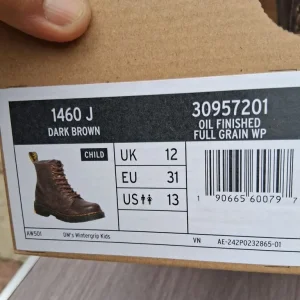 1460 J
DARK BROWN
30957201
OIL FINISHED
FULL GRAIN WP
CHILD
UK 12
EU 31
US 13
1 90665 60079 7
AW501
DM's Wintergrip Kids
VN
AE-242P0232865-01